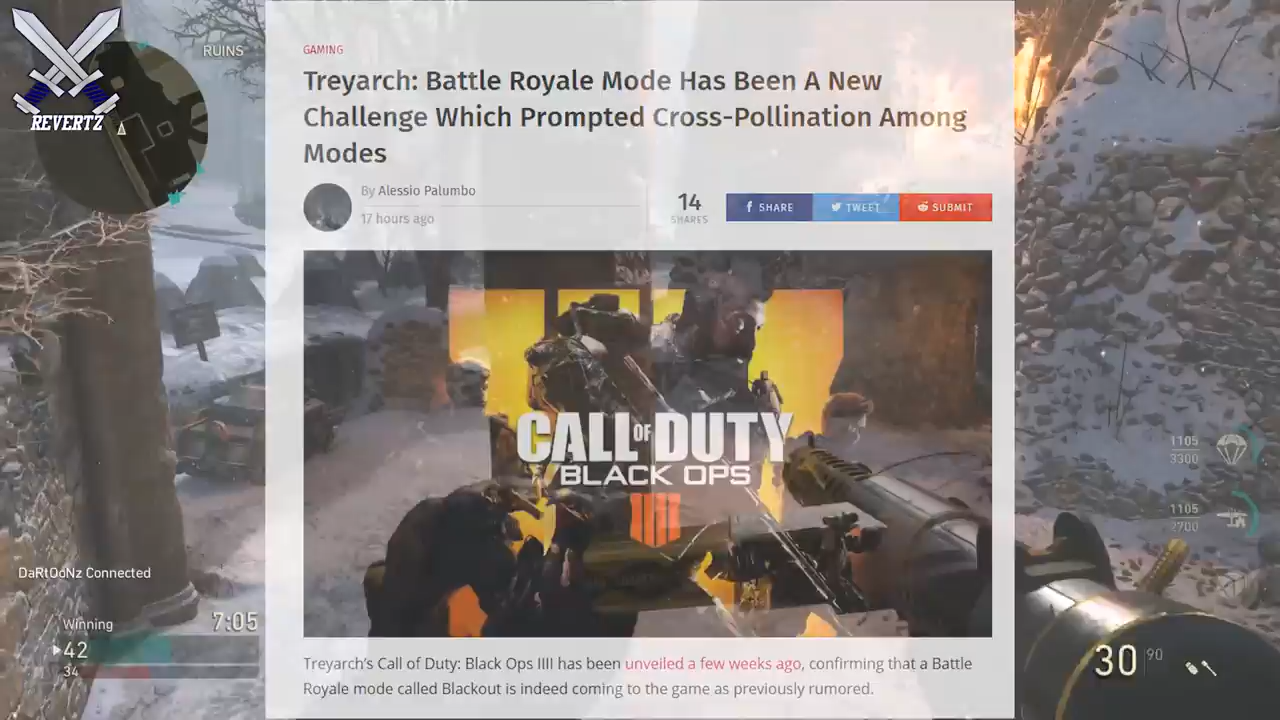 RUINS
REVERTZ
GAMING
Treyarch: Battle Royale Mode Has Been A New
Challenge Which Prompted Cross-Pollination Among
Modes
By Alessio Palumbo
17 hours ago
14
SHARES
f SHARE
TWEET
SUBMIT
CALL OF DUTY
BLACK OPS
IIII
Treyarch's Call of Duty: Black Ops IIII has been unveiled a few weeks ago, confirming that a Battle
Royale mode called Blackout is indeed coming to the game as previously rumored.
DaRtOoNz Connected
Winning
7:05
42
34
1105
3300
1105
2700
30
90